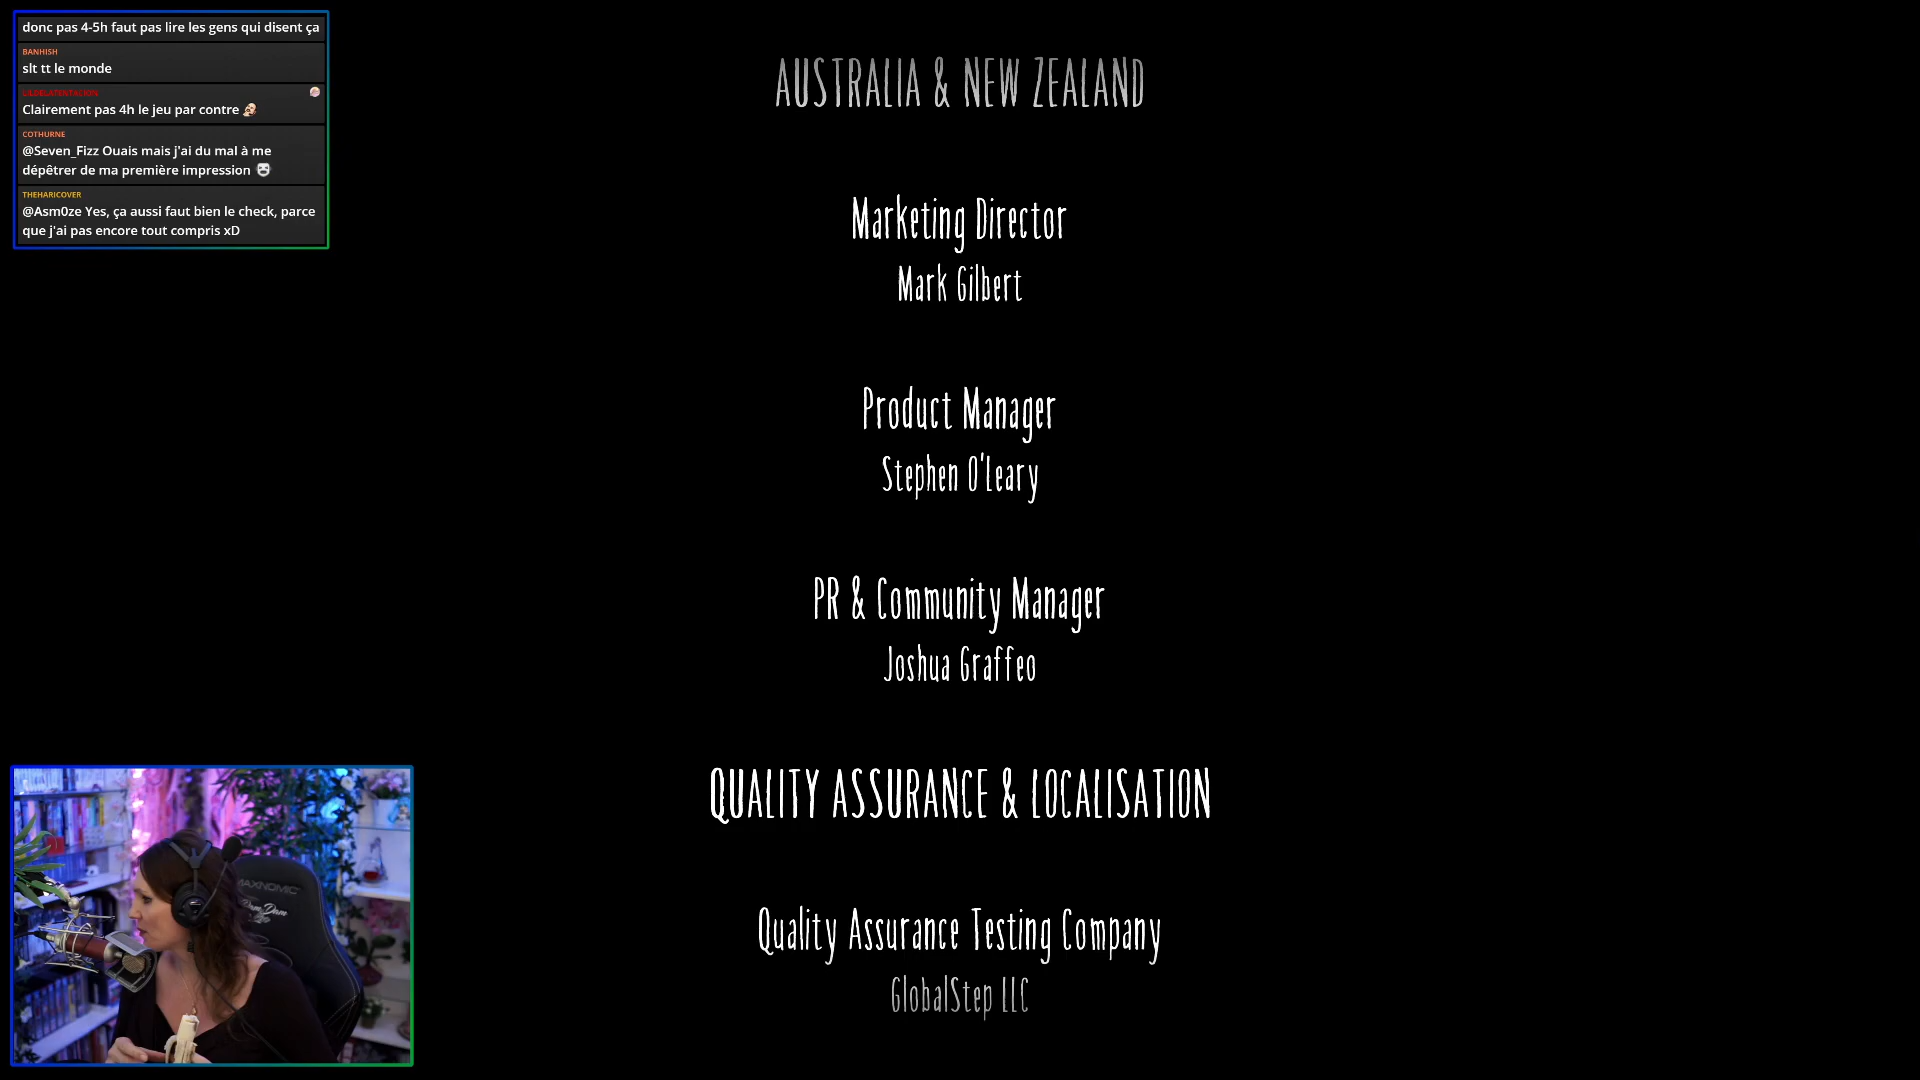 donc pas 4-5h faut pas lire les gens qui disent ça
BANHISH
slt tt le monde
Clairement pas 4h le jeu par contre
COTHURNE
@Seven_Fizz Ouais mais j'ai du mal à me
dépêtrer de ma première impression
THEHARICOVER
@Asm0ze Yes, ça aussi faut bien le check, parce
que j'ai pas encore tout compris xD
AUSTRALIA & NEW ZEALAND
Marketing Director
Mark Gilbert
Product Manager
Stephen O'Leary
PR & Community Manager
Joshua Graffeo
QUALITY ASSURANCE & LOCALISATION
Quality Assurance Testing Company
GlobalStep LLC
MAXNOMIC